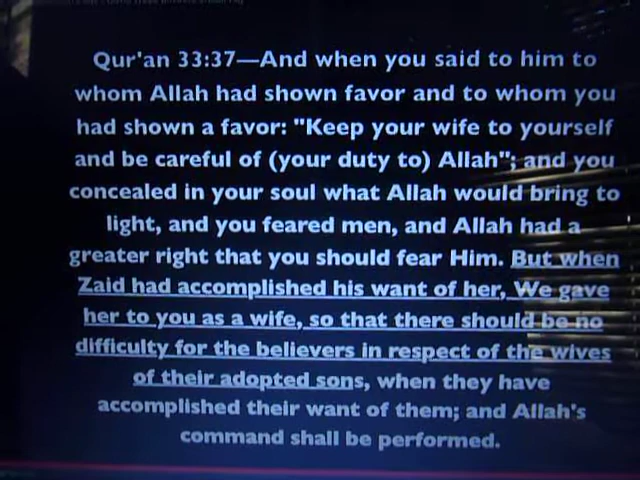 Qur'an 33:37—And when you said to him to
whom Allah had shown favor and to whom you
had shown a favor: "Keep your wife to yourself
and be careful of (your duty to) Allah"; and you
concealed in your soul what Allah would bring to
light, and you feared men, and Allah had a
greater right that you should fear Him. But when
Zaid had accomplished his want of her, We gave
her to you as a wife, so that there should be no
difficulty for the believers in respect of the wives
of their adopted sons, when they have
accomplished their want of them; and Allah's
command shall be performed.